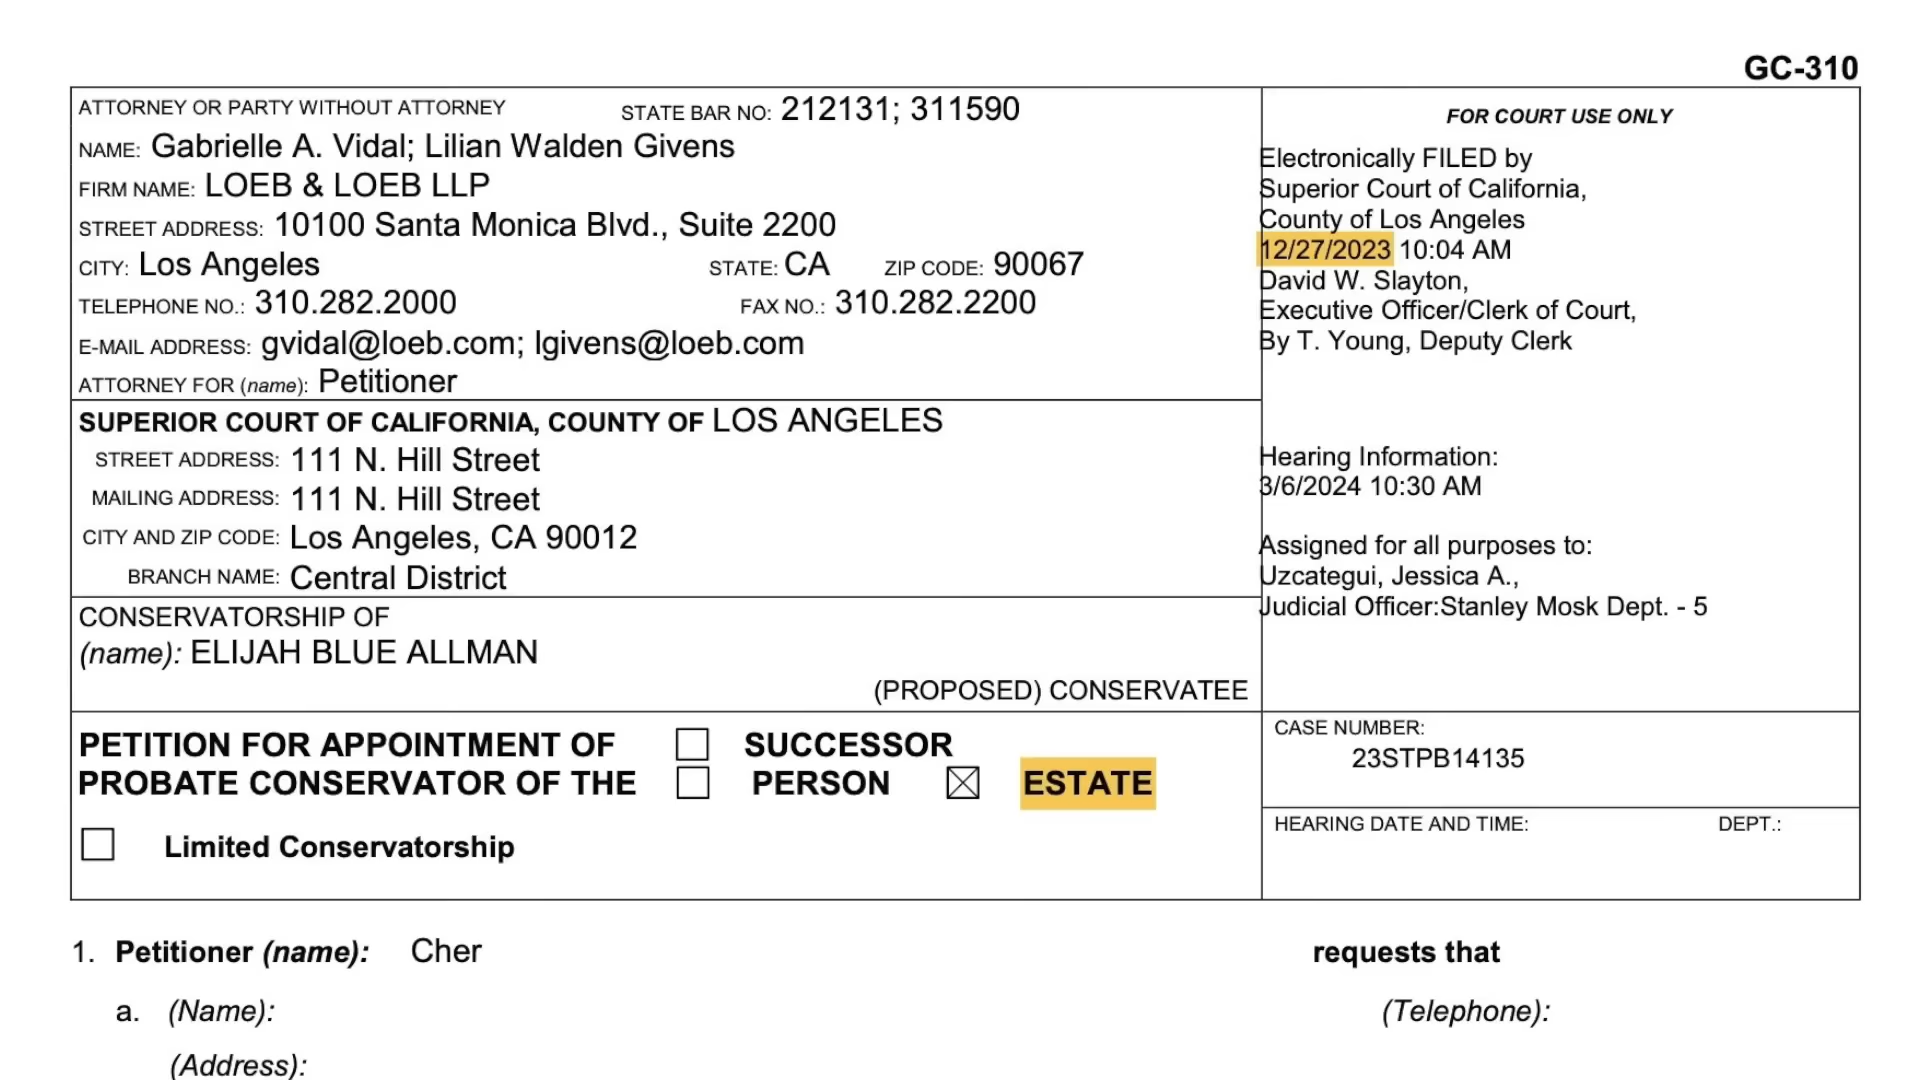 GC-310
ATTORNEY OR PARTY WITHOUT ATTORNEY STATE BAR NO: 212131; 311590
NAME: Gabrielle A. Vidal; Lilian Walden Givens
FIRM NAME: LOEB & LOEB LLP
STREET ADDRESS: 10100 Santa Monica Blvd., Suite 2200
CITY: Los Angeles STATE: CA ZIP CODE: 90067
TELEPHONE NO.: 310.282.2000 FAX NO.: 310.282.2200
E-MAIL ADDRESS: gvidal@loeb.com; lgivens@loeb.com
ATTORNEY FOR (name): Petitioner
FOR COURT USE ONLY
Electronically FILED by
Superior Court of California,
County of Los Angeles
12/27/2023 10:04 AM
David W. Slayton,
Executive Officer/Clerk of Court,
By T. Young, Deputy Clerk
SUPERIOR COURT OF CALIFORNIA, COUNTY OF LOS ANGELES
STREET ADDRESS: 111 N. Hill Street
MAILING ADDRESS: 111 N. Hill Street
CITY AND ZIP CODE: Los Angeles, CA 90012
BRANCH NAME: Central District
Hearing Information:
3/6/2024 10:30 AM
Assigned for all purposes to:
Uzcategui, Jessica A.,
Judicial Officer:Stanley Mosk Dept. - 5
CONSERVATORSHIP OF
(name): ELIJAH BLUE ALLMAN
(PROPOSED) CONSERVATEE
PETITION FOR APPOINTMENT OF SUCCESSOR
PROBATE CONSERVATOR OF THE PERSON ESTATE
Limited Conservatorship
CASE NUMBER:
23STPB14135
HEARING DATE AND TIME: DEPT.:
1. Petitioner (name): Cher requests that
a. (Name): (Telephone):
(Address):